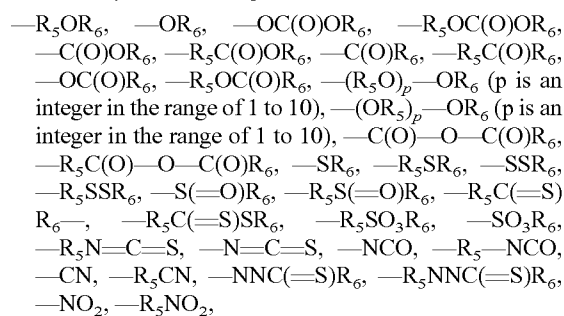 —R₅OR₆, —OR₆, —OC(O)OR₆, —R₅OC(O)OR₆,
—C(O)OR₆, —R₅C(O)OR₆, —C(O)R₆, —R₅C(O)R₆,
—OC(O)R₆, —R₅OC(O)R₆, —(R₅O)ₚ—OR₆ (p is an
integer in the range of 1 to 10), —(OR₅)ₚ—OR₆ (p is an
integer in the range of 1 to 10), —C(O)—O—C(O)R₆,
—R₅C(O)—O—C(O)R₆, —SR₆, —R₅SR₆, —SSR₆,
—R₅SSR₆, —S(═O)R₆, —R₅S(═O)R₆, —R₅C(═S)
R₆—, —R₅C(═S)SR₆, —R₅SO₃R₆, —SO₃R₆,
—R₅N═C═S, —N═C═S, —NCO, —R₅—NCO,
—CN, —R₅CN, —NNC(═S)R₆, —R₅NNC(═S)R₆,
—NO₂, —R₅NO₂,